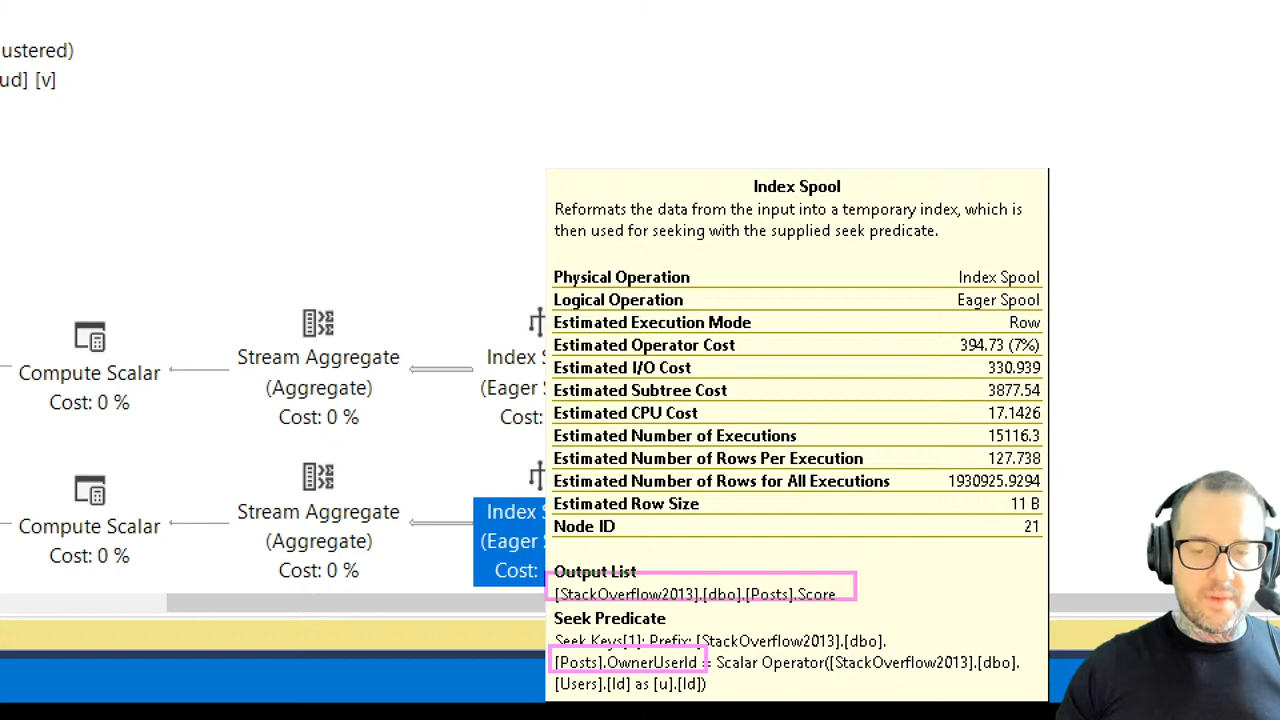 ustered)
ud] [v]
Compute Scalar
Cost: 0 %
Stream Aggregate
(Aggregate)
Cost: 0 %
Index S
(Eager S
Cost:
Compute Scalar
Cost: 0 %
Stream Aggregate
(Aggregate)
Cost: 0 %
Index S
(Eager S
Cost:
Index Spool
Reformats the data from the input into a temporary index, which is
then used for seeking with the supplied seek predicate.
Physical Operation Index Spool
Logical Operation Eager Spool
Estimated Execution Mode Row
Estimated Operator Cost 394.73 (7%)
Estimated I/O Cost 330.939
Estimated Subtree Cost 3877.54
Estimated CPU Cost 17.1426
Estimated Number of Executions 15116.3
Estimated Number of Rows Per Execution 127.738
Estimated Number of Rows for All Executions 1930925.9294
Estimated Row Size 11 B
Node ID 21
Output List
[StackOverflow2013].[dbo].[Posts].Score
Seek Predicate
Seek Keys[1]: Prefix: [StackOverflow2013].[dbo].
[Posts].OwnerUserId = Scalar Operator([StackOverflow2013].[dbo].
[Users].[Id] as [u].[Id])